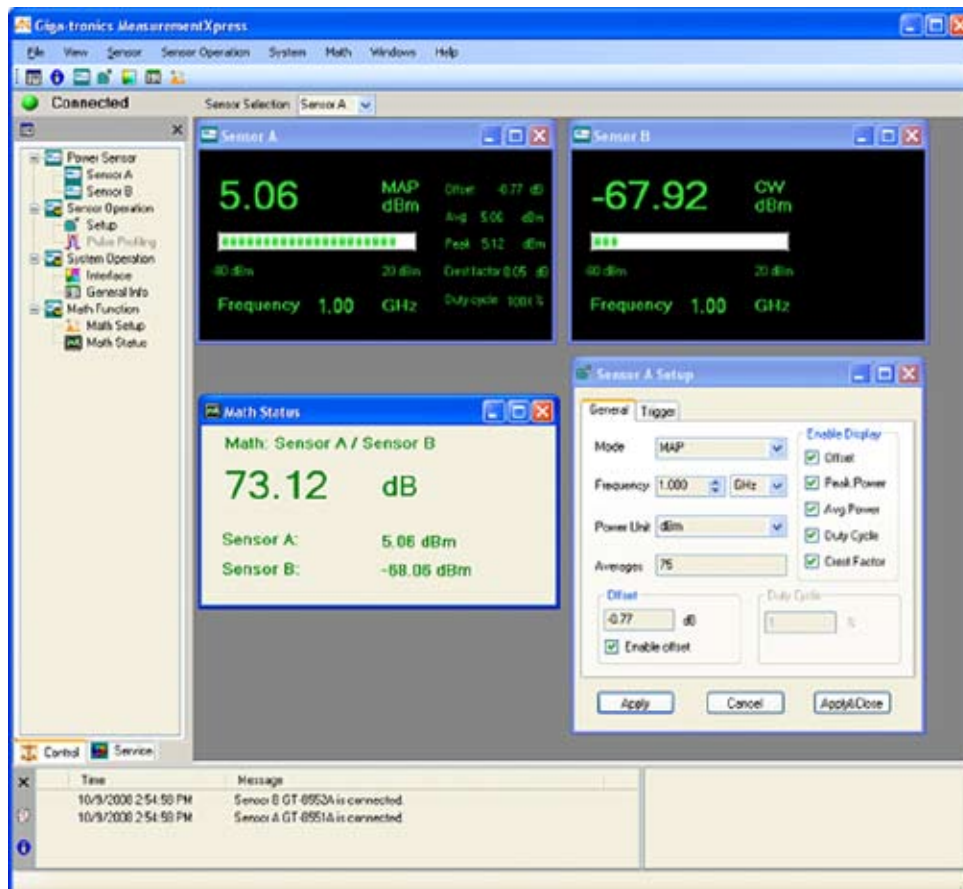 Giga-tronics MeasurementXpress
File View Sensor Sensor Operation System Math Windows Help
Connected Sensor Selection Sensor A
Power Sensor
Sensor A
Sensor B
Sensor Operation
Setup
Pulse Profiling
System Operation
Interface
General Info
Math Function
Math Setup
Math Status
Control Service
Sensor A
5.06 MAP dBm
-80 dBm 20 dBm
Frequency 1.00 GHz
Offset -0.77 dB
Avg 5.06 dBm
Peak 5.12 dBm
Crest factor 0.05 dB
Duty cycle %
Sensor B
-67.92 CW dBm
-80 dBm 20 dBm
Frequency 1.00 GHz
Math Status
Math: Sensor A / Sensor B
73.12 dB
Sensor A: 5.06 dBm
Sensor B: -68.06 dBm
Sensor A Setup
General Trigger
Mode MAP
Frequency 1.000 GHz
Power Unit dBm
Averages 75
Enable Display
Offset
Peak Power
Avg Power
Duty Cycle
Crest Factor
Offset
-0.77 dB
Enable offset
Duty Cycle
1 %
Apply Cancel Apply&Close
Time Message
10/9/2008 2:54:58 PM Sensor B GT-8552A is connected.
10/9/2008 2:54:58 PM Sensor A GT-8551A is connected.